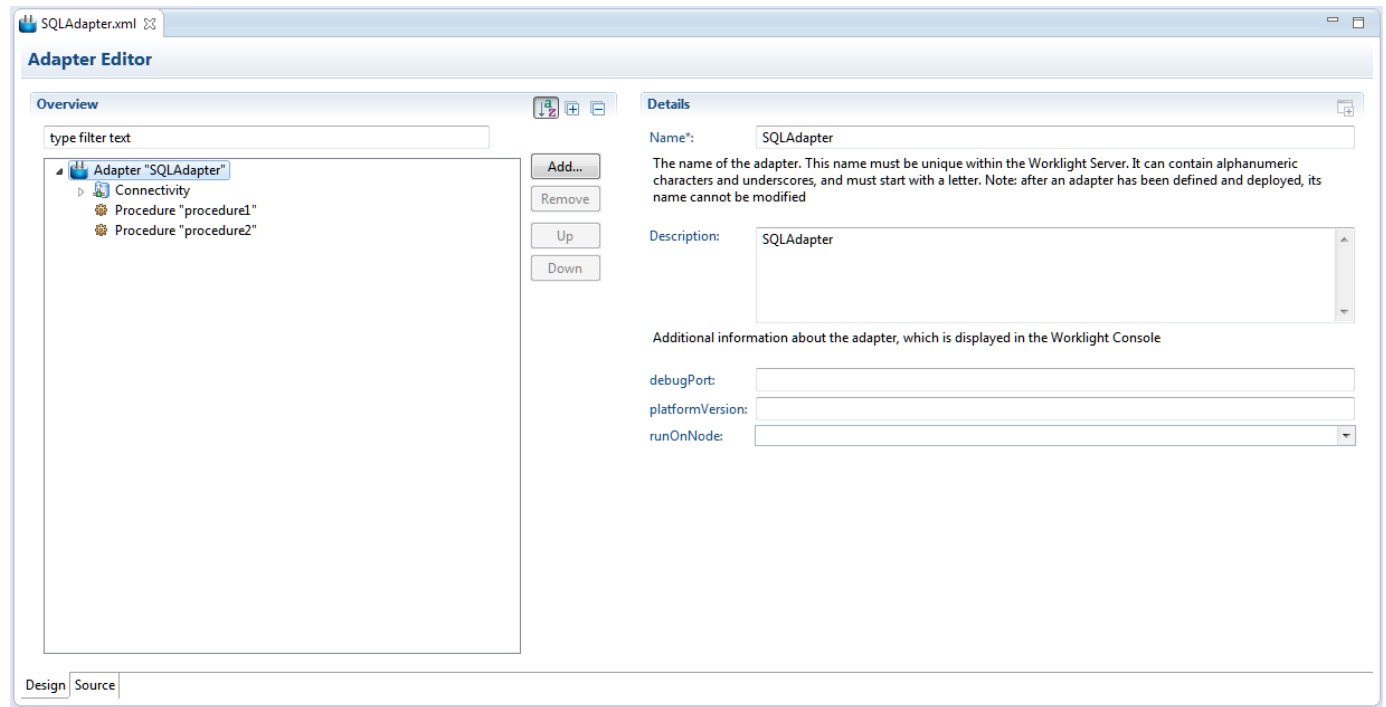 SQLAdapter.xml
Adapter Editor
Overview
type filter text
Adapter "SQLAdapter"
Connectivity
Procedure "procedure1"
Procedure "procedure2"
Add...
Remove
Up
Down
Details
Name*: SQLAdapter
The name of the adapter. This name must be unique within the Worklight Server. It can contain alphanumeric
characters and underscores, and must start with a letter. Note: after an adapter has been defined and deployed, its
name cannot be modified
Description: SQLAdapter
Additional information about the adapter, which is displayed in the Worklight Console
debugPort:
platformVersion:
runOnNode:
Design Source